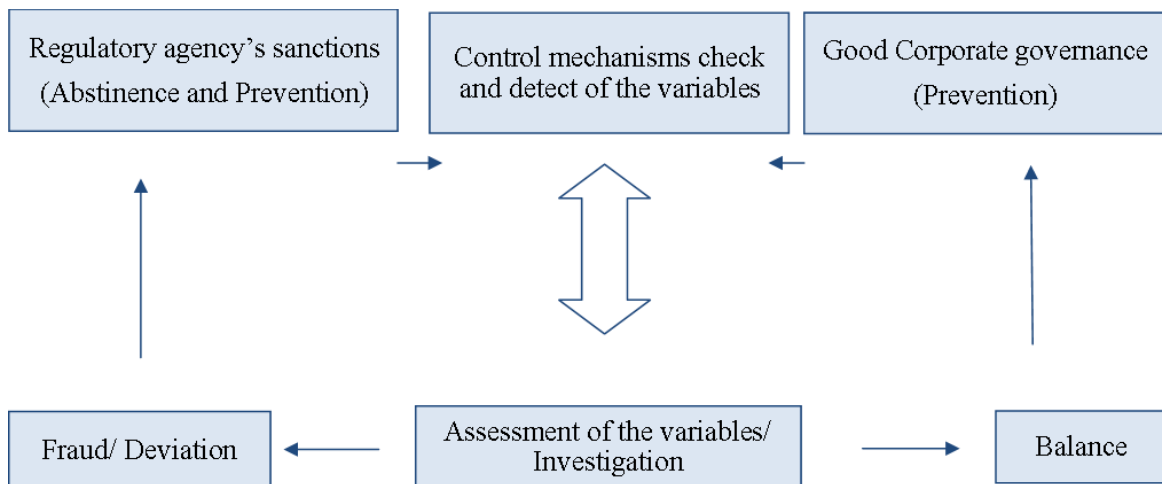 Regulatory agency's sanctions
(Abstinence and Prevention)
Control mechanisms check
and detect of the variables
Good Corporate governance
(Prevention)
Fraud/ Deviation
Assessment of the variables/
Investigation
Balance